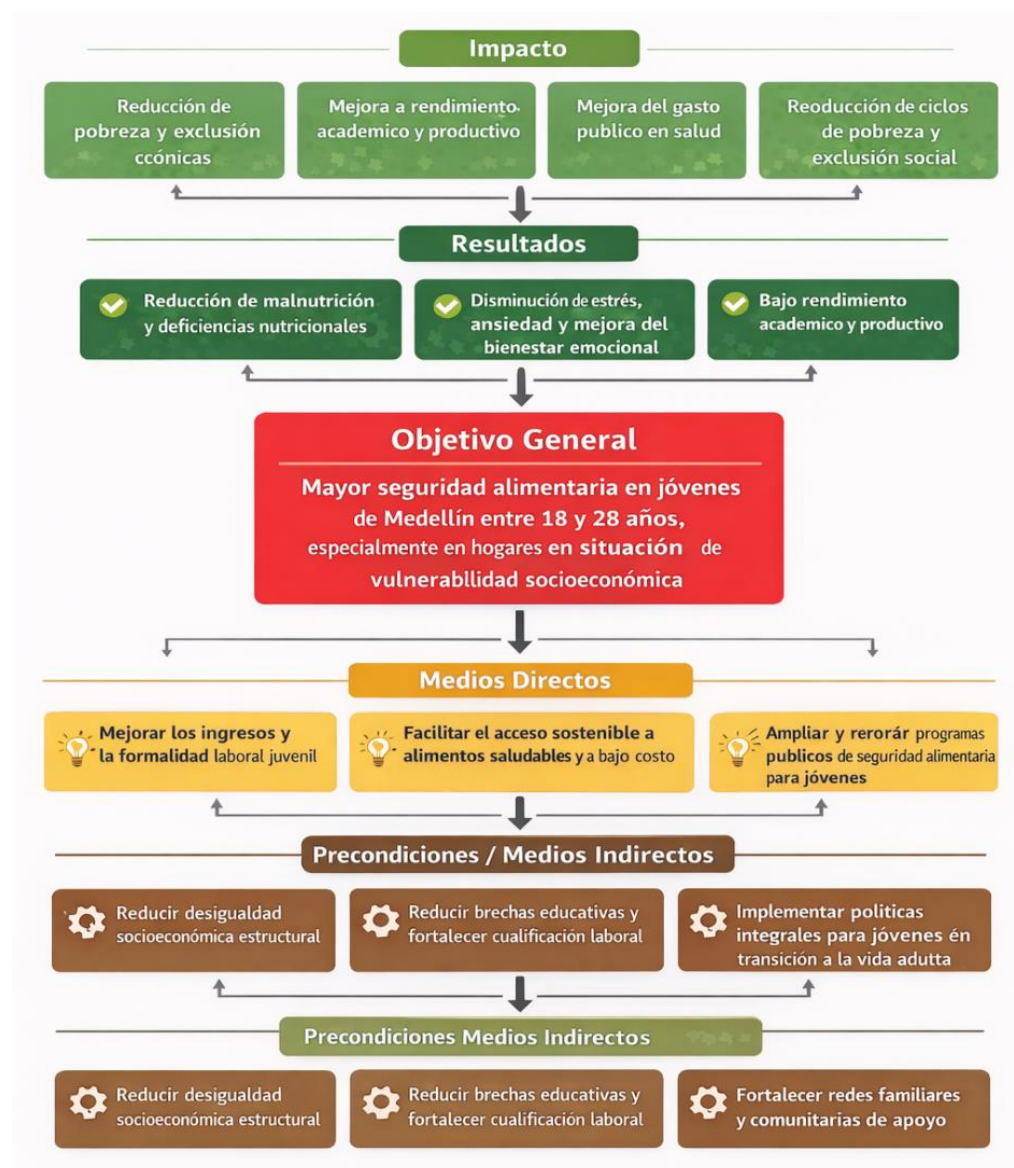 Impacto
Reducción de
pobreza y exclusión
ccónicas
Mejora a rendimiento
academico y productivo
Mejora del gasto
publico en salud
Reoducción de ciclos
de pobreza y
exclusión social
Resultados
Reducción de malnutrición
y deficiencias nutricionales
Disminución de estrés,
ansiedad y mejora del
bienestar emocional
Bajo rendimiento
academico y productivo
Objetivo General
Mayor seguridad alimentaria en jóvenes
de Medellín entre 18 y 28 años,
especialmente en hogares en situación de
vulnerabilidad socioeconómica
Medios Directos
Mejorar los ingresos y
la formalidad laboral juvenil
Facilitar el acceso sostenible a
alimentos saludables y a bajo costo
Ampliar y rerorár programas
publicos de seguridad alimentaria
para jóvenes
Precondiciones / Medios Indirectos
Reducir desigualdad
socioeconómica estructural
Reducir brechas educativas y
fortalecer cualificación laboral
Implementar politicas
integrales para jóvenes én
transición a la vida adutta
Precondiciones Medios Indirectos
Reducir desigualdad
socioeconómica estructural
Reducir brechas educativas y
fortalecer cualificación laboral
Fortalecer redes familiares
y comunitarias de apoyo